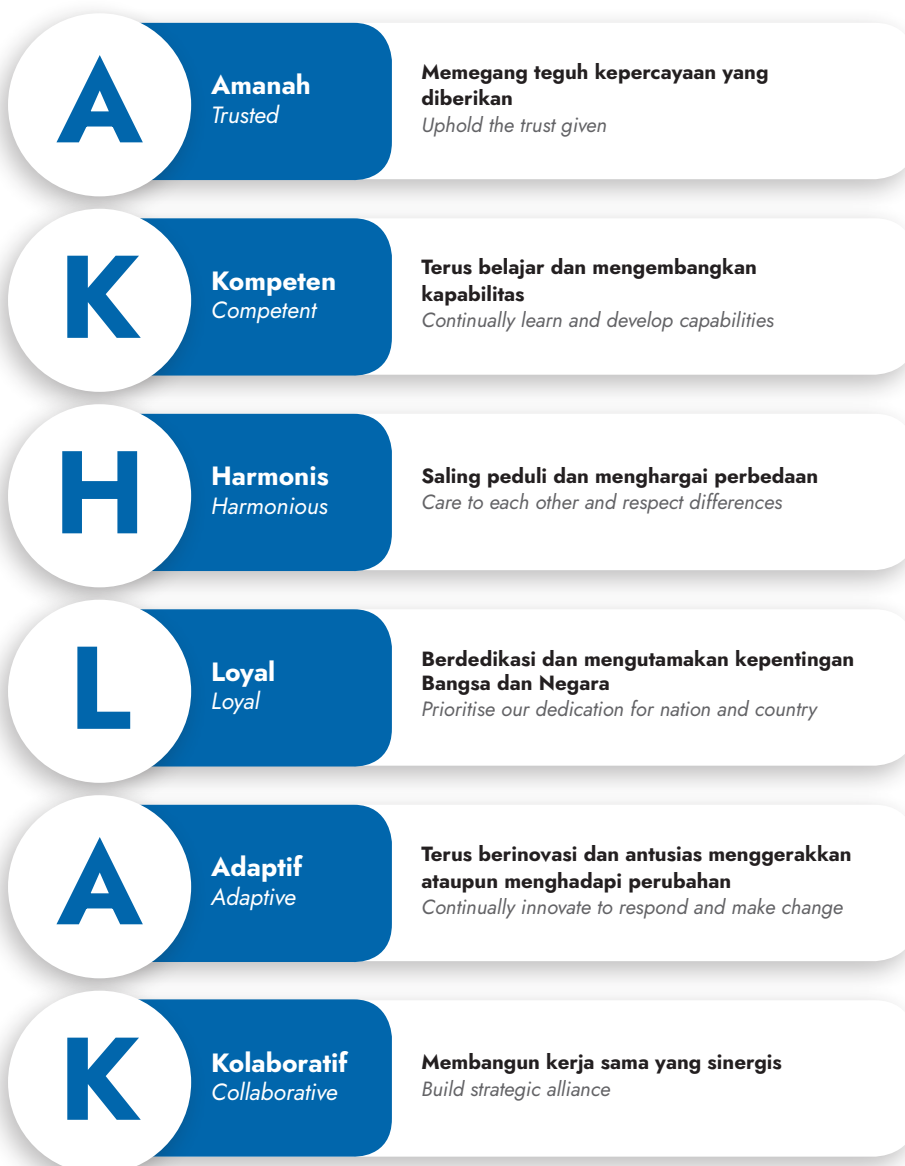 A
Amanah
Trusted
Memegang teguh kepercayaan yang
diberikan
Uphold the trust given
K
Kompeten
Competent
Terus belajar dan mengembangkan
kapabilitas
Continually learn and develop capabilities
H
Harmonis
Harmonious
Saling peduli dan menghargai perbedaan
Care to each other and respect differences
L
Loyal
Loyal
Berdedikasi dan mengutamakan kepentingan
Bangsa dan Negara
Prioritise our dedication for nation and country
A
Adaptif
Adaptive
Terus berinovasi dan antusias menggerakkan
ataupun menghadapi perubahan
Continually innovate to respond and make change
K
Kolaboratif
Collaborative
Membangun kerja sama yang sinergis
Build strategic alliance